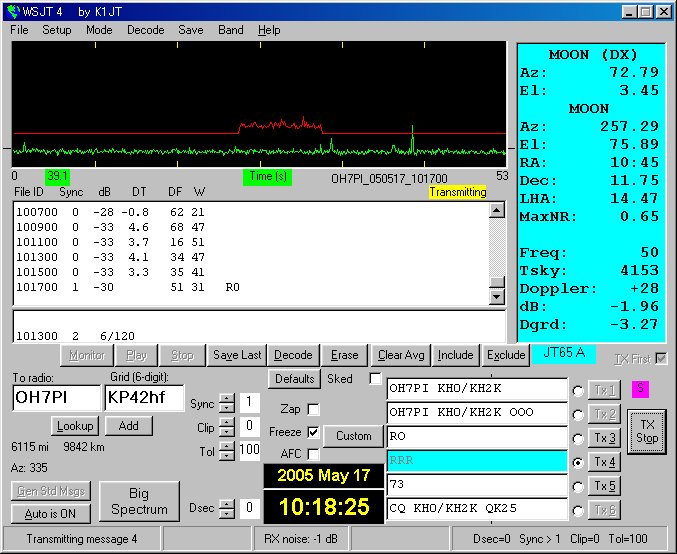 WSJT 4 by K1JT
File Setup Mode Decode Save Band Help
0 39.1 Time (s) OH7PI_050517_101700 53
File ID Sync dB DT DF W Transmitting
100700 0 -28 -0.8 62 21
100900 0 -33 4.6 68 47
101100 0 -33 3.7 16 51
101300 0 -33 4.1 34 47
101500 0 -33 3.3 35 41
101700 1 -30 51 31 RO
101300 2 6/120
MOON (DX)
Az: 72.79
El: 3.45
MOON
Az: 257.29
El: 75.89
RA: 10:45
Dec: 11.75
LHA: 14.47
MaxNR: 0.65
Freq: 50
Tsky: 4153
Doppler: +28
dB: -1.96
Dgrd: -3.27
Monitor Play Stop Save Last Decode Erase Clear Avg Include Exclude JT65 A TX First
To radio: Grid (6-digit):
OH7PI KP42hf
Lookup Add
6115 mi 9842 km
Az: 335
Gen Std Msgs
Auto is ON
Big Spectrum
Sync 1
Clip 0
Tol 100
Dsec 0
Defaults Sked
Zap
Freeze Custom
AFC
2005 May 17
10:18:25
OH7PI KH0/KH2K Tx 1
OH7PI KH0/KH2K OOO Tx 2
RO Tx 3
RRR Tx 4
73 Tx 5
CQ KH0/KH2K QK25 Tx 6
S
TX Stop
Transmitting message 4 RX noise: -1 dB Dsec=0 Sync > 1 Clip=0 Tol=100